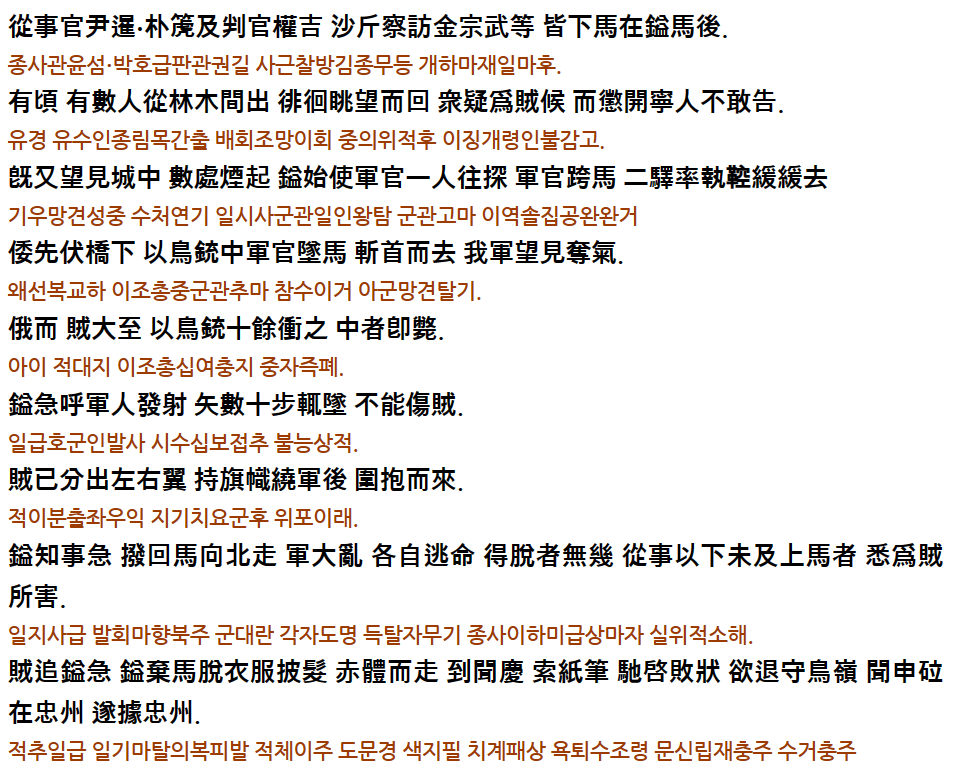 從事官尹暹·朴箎及判官權吉 沙斤察訪金宗武等 皆下馬在鎰馬後.
종사관윤섬·박호급판관권길 사근찰방김종무등 개하마재일마후.
有頃 有數人從林木間出 徘徊眺望而回 衆疑爲賊候 而懲開寧人不敢告.
유경 유수인종림목간출 배회조망이회 중의위적후 이징개령인불감고.
旣又望見城中 數處煙起 鎰始使軍官一人往探 軍官跨馬 二驛率執鞚緩緩去
기우망견성중 수처연기 일시사군관일인왕탐 군관고마 이역솔집공완완거
倭先伏橋下 以鳥銃中軍官墜馬 斬首而去 我軍望見奪氣.
왜선복교하 이조총중군관추마 참수이거 아군망견탈기.
俄而 賊大至 以鳥銃十餘衝之 中者卽斃.
아이 적대지 이조총십여충지 중자즉폐.
鎰急呼軍人發射 矢數十步輒墜 不能傷賊.
일급호군인발사 시수십보접추 불능상적.
賊已分出左右翼 持旗幟繞軍後 圍抱而來.
적이분출좌우익 지기치요군후 위포이래.
鎰知事急 撥回馬向北走 軍大亂 各自逃命 得脫者無幾 從事以下未及上馬者 悉爲賊
所害.
일지사급 발회마향북주 군대란 각자도명 득탈자무기 종사이하미급상마자 실위적소해.
賊追鎰急 鎰棄馬脫衣服披髮 赤體而走 到聞慶 索紙筆 馳啓敗狀 欲退守鳥嶺 聞申砬
在忠州 遂據忠州.
적추일급 일기마탈의복피발 적체이주 도문경 색지필 치계패상 욕퇴수조령 문신립재충주 수거충주